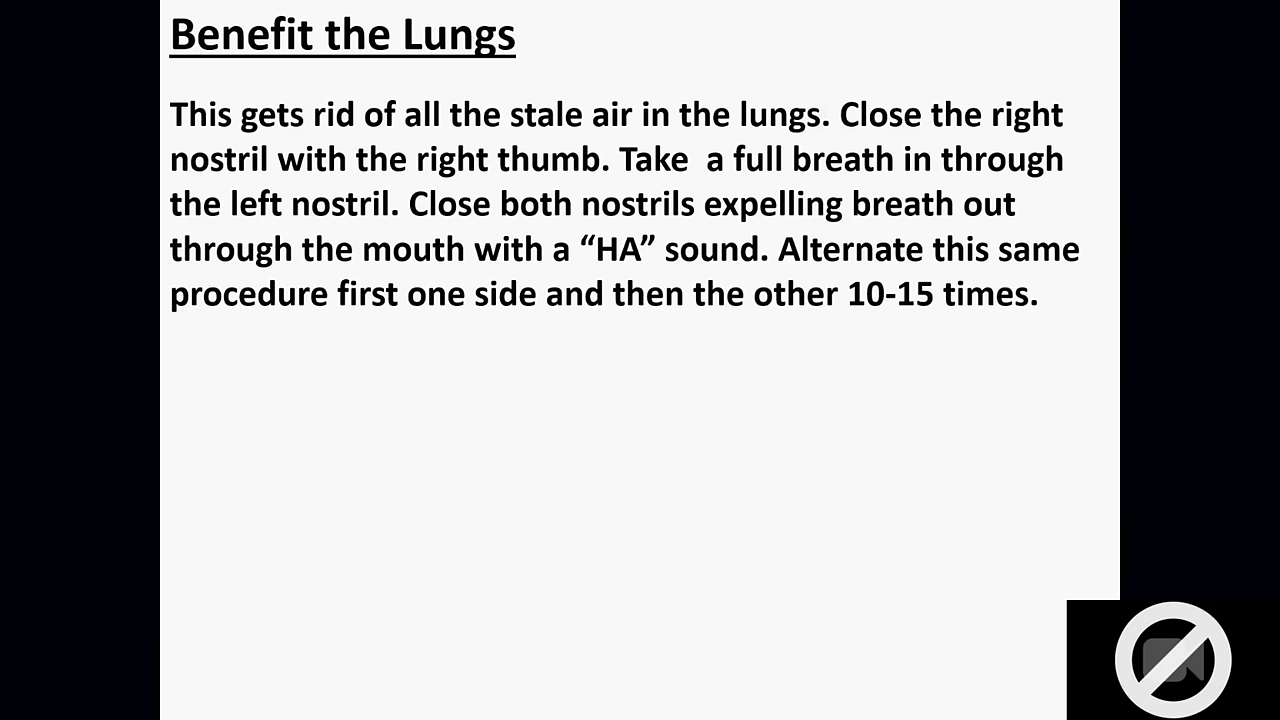 Benefit the Lungs
This gets rid of all the stale air in the lungs. Close the right
nostril with the right thumb. Take  a full breath in through
the left nostril. Close both nostrils expelling breath out
through the mouth with a “HA” sound. Alternate this same
procedure first one side and then the other 10-15 times.